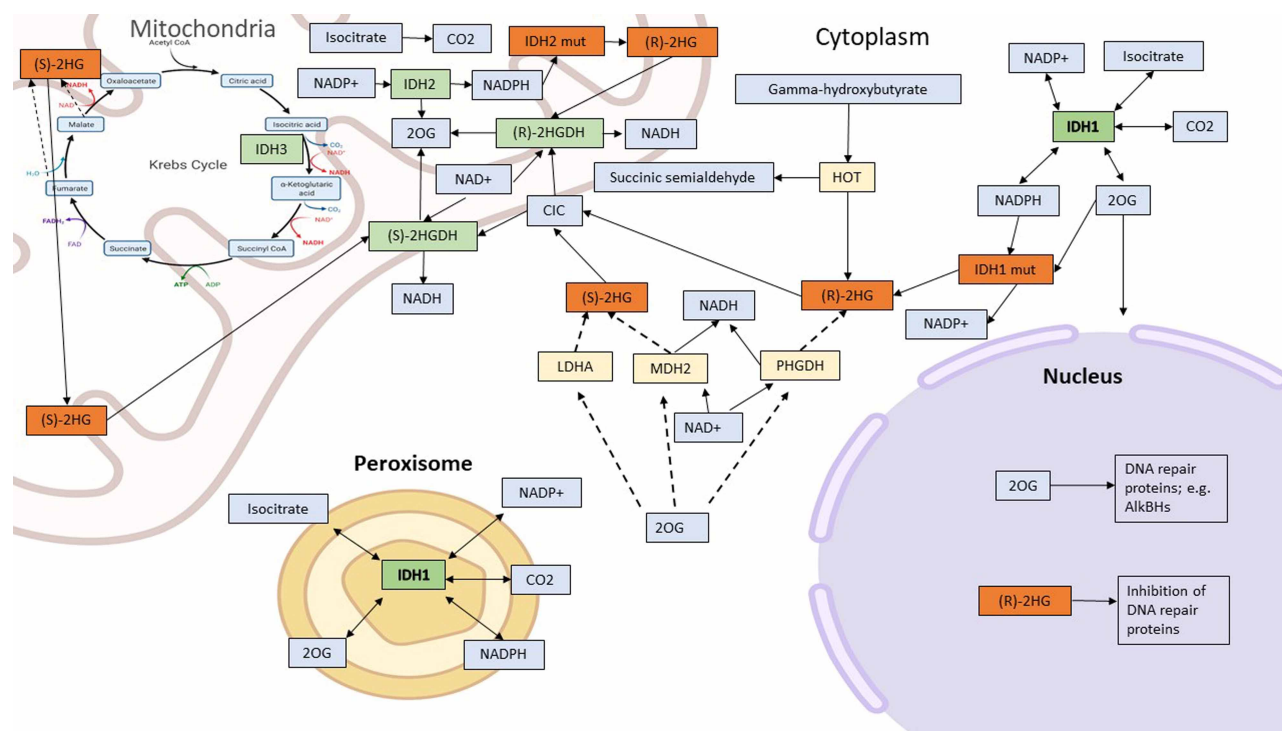 Mitochondria
Acetyl CoA
(S)-2HG
Oxaloacetate
Citric acid
NADH
NAD⁺
Malate
Isocitric acid
IDH3
CO₂
NAD⁺
NADH
Krebs Cycle
H₂O
Fumarate
α-Ketoglutaric
acid
CO₂
NAD⁺
NADH
FADH₂
FAD
Succinate
Succinyl CoA
ATP
ADP
(S)-2HG
Isocitrate
CO2
IDH2 mut
(R)-2HG
NADP+
IDH2
NADPH
2OG
(R)-2HGDH
NADH
NAD+
CIC
(S)-2HGDH
NADH
Cytoplasm
Gamma-hydroxybutyrate
Succinic semialdehyde
HOT
(S)-2HG
NADH
(R)-2HG
LDHA
MDH2
PHGDH
NAD+
2OG
NADP+
Isocitrate
IDH1
CO2
NADPH
2OG
IDH1 mut
NADP+
Peroxisome
Isocitrate
NADP+
IDH1
CO2
2OG
NADPH
Nucleus
2OG
DNA repair
proteins; e.g.
AlkBHs
(R)-2HG
Inhibition of
DNA repair
proteins